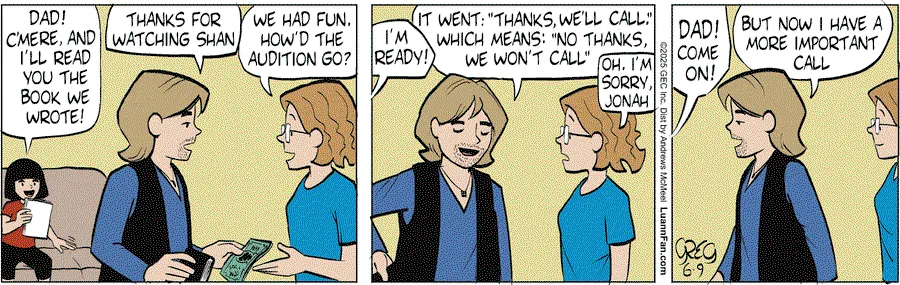 DAD!
C'MERE, AND
I'LL READ
YOU THE
BOOK WE
WROTE!
THANKS FOR
WATCHING SHAN
WE HAD FUN.
HOW'D THE
AUDITION GO?
I'M
READY!
IT WENT: "THANKS, WE'LL CALL."
WHICH MEANS: "NO THANKS,
WE WON'T CALL"
OH. I'M
SORRY,
JONAH
©2025 GEC Inc. Dist by Andrews McMeel LuannFan.com
DAD!
COME
ON!
BUT NOW I HAVE A
MORE IMPORTANT
CALL
GREG
6-9